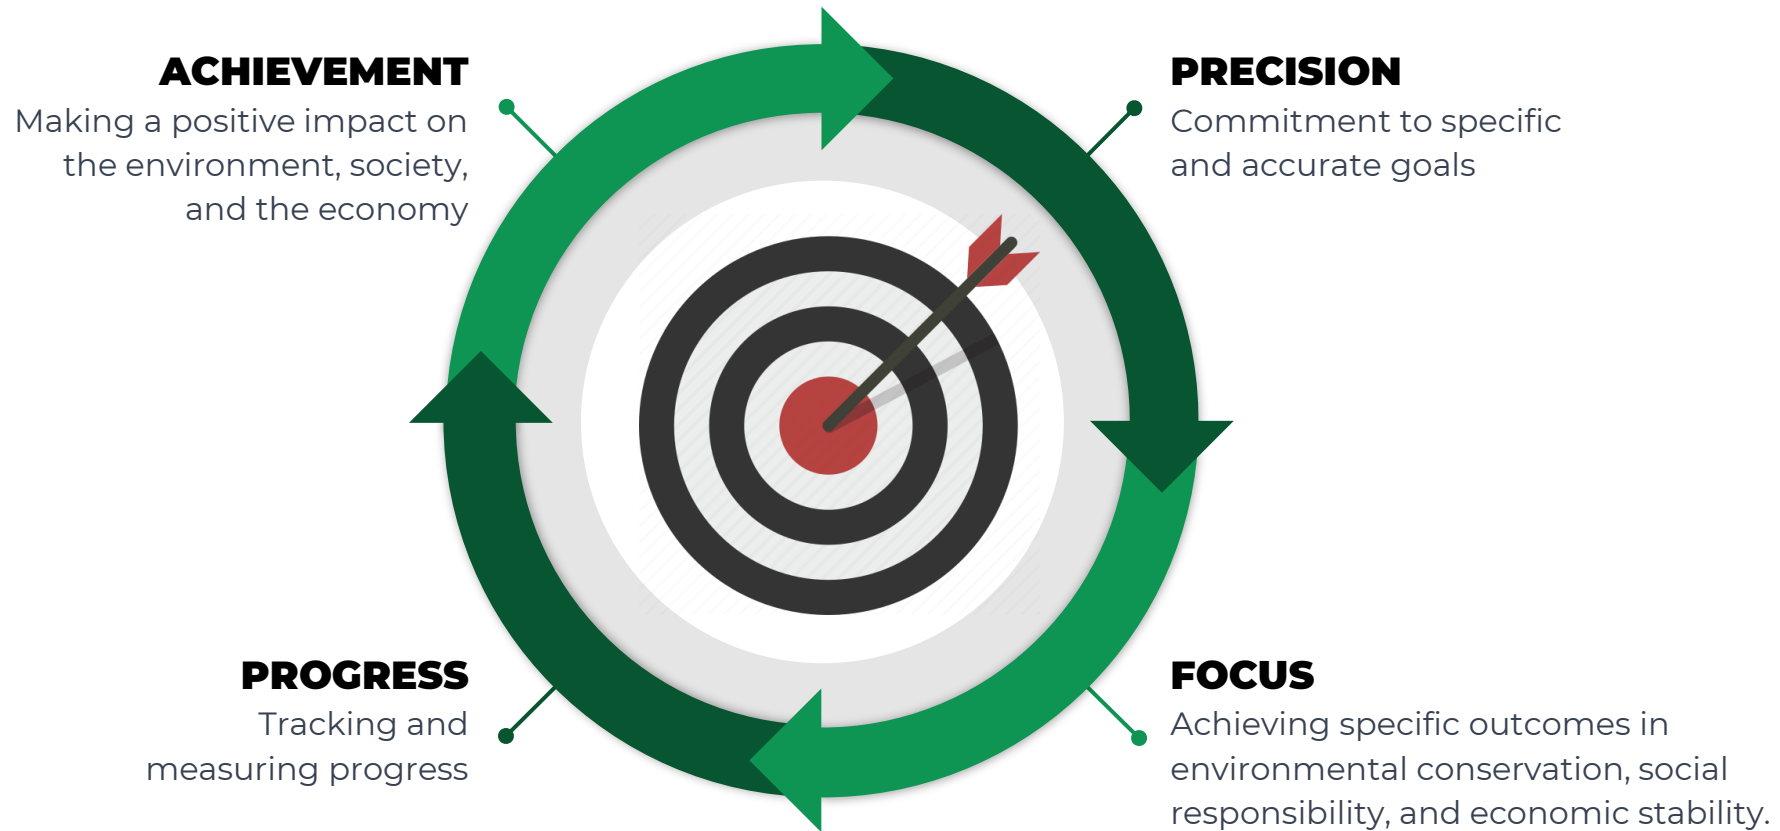 ACHIEVEMENT
Making a positive impact on
the environment, society,
and the economy
PRECISION
Commitment to specific
and accurate goals
PROGRESS
Tracking and
measuring progress
FOCUS
Achieving specific outcomes in
environmental conservation, social
responsibility, and economic stability.